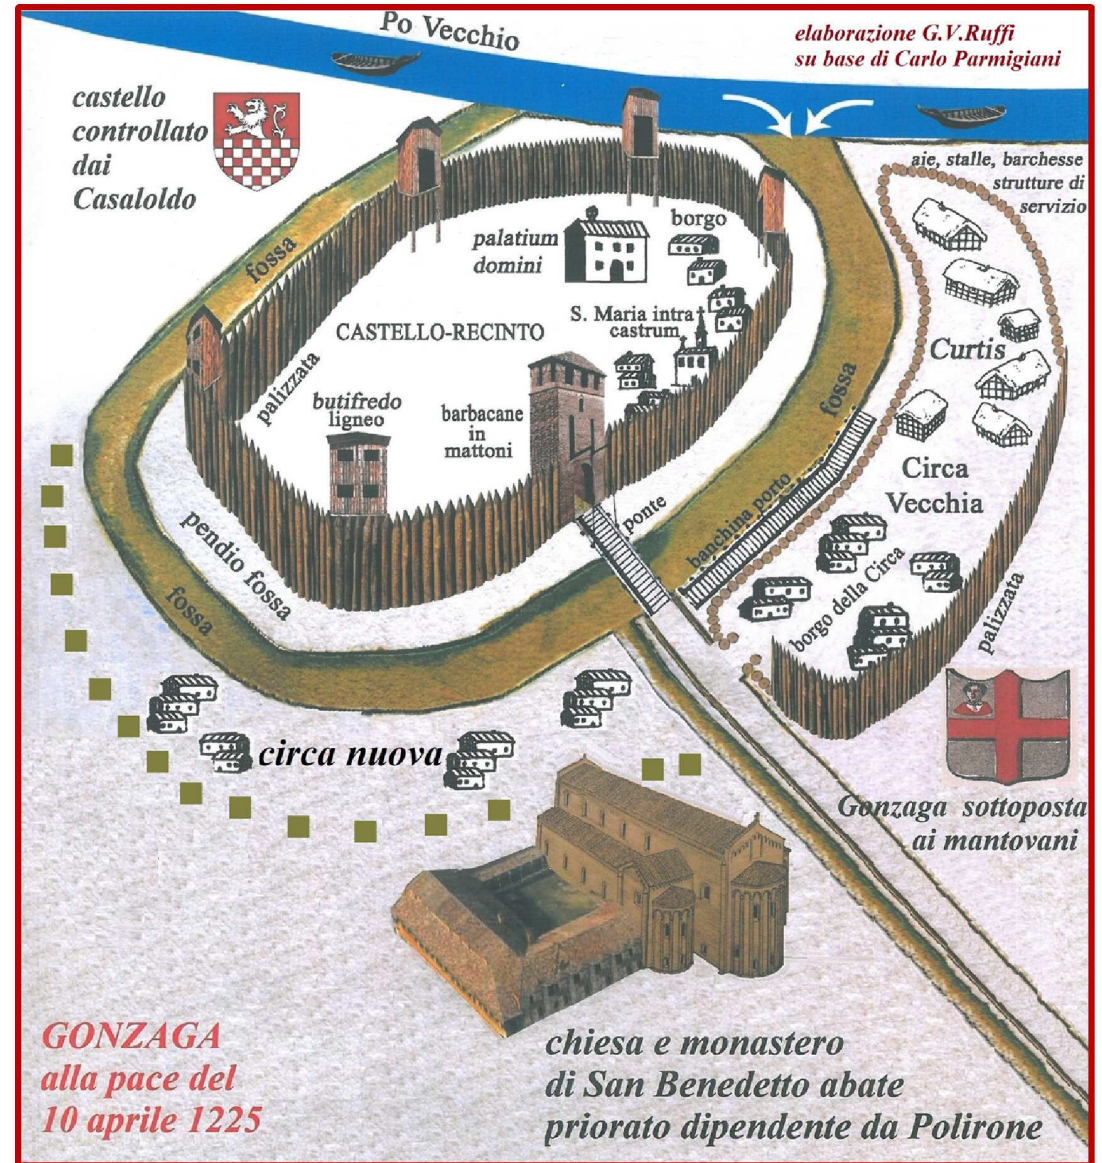 Po Vecchio
elaborazione G.V.Ruffi
su base di Carlo Parmigiani
castello
controllato
dai
Casaloldo
aie, stalle, barchesse
strutture di
servizio
fossa
palatium
domini
borgo
S. Maria intra
castrum
CASTELLO-RECINTO
Curtis
palizzata
butifredo
ligneo
barbacane
in
mattoni
fossa
Circa
Vecchia
pendio fossa
ponte
banchina porto
borgo della Circa
palizzata
fossa
circa nuova
Gonzaga sottoposta
ai mantovani
GONZAGA
alla pace del
10 aprile 1225
chiesa e monastero
di San Benedetto abate
priorato dipendente da Polirone